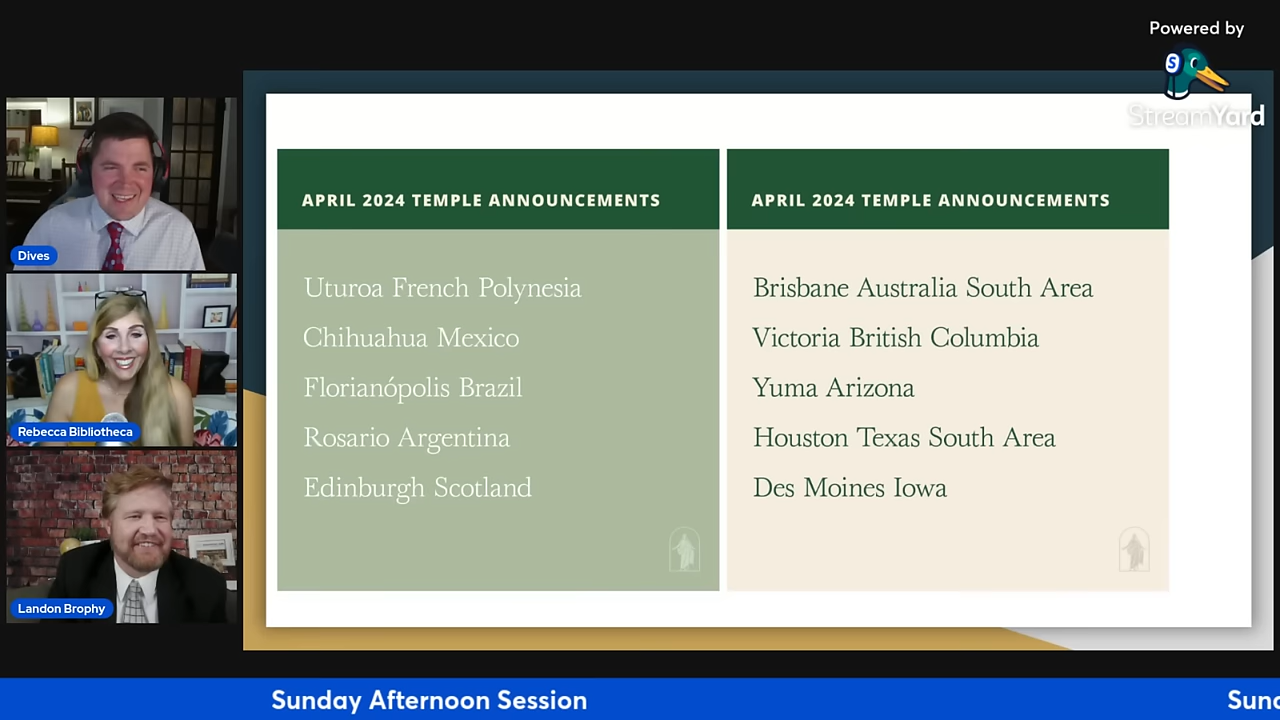 Powered by
StreamYard
Dives
Rebecca Bibliotheca
Landon Brophy
APRIL 2024 TEMPLE ANNOUNCEMENTS
Uturoa French Polynesia
Chihuahua Mexico
Florianópolis Brazil
Rosario Argentina
Edinburgh Scotland
APRIL 2024 TEMPLE ANNOUNCEMENTS
Brisbane Australia South Area
Victoria British Columbia
Yuma Arizona
Houston Texas South Area
Des Moines Iowa
Sunday Afternoon Session